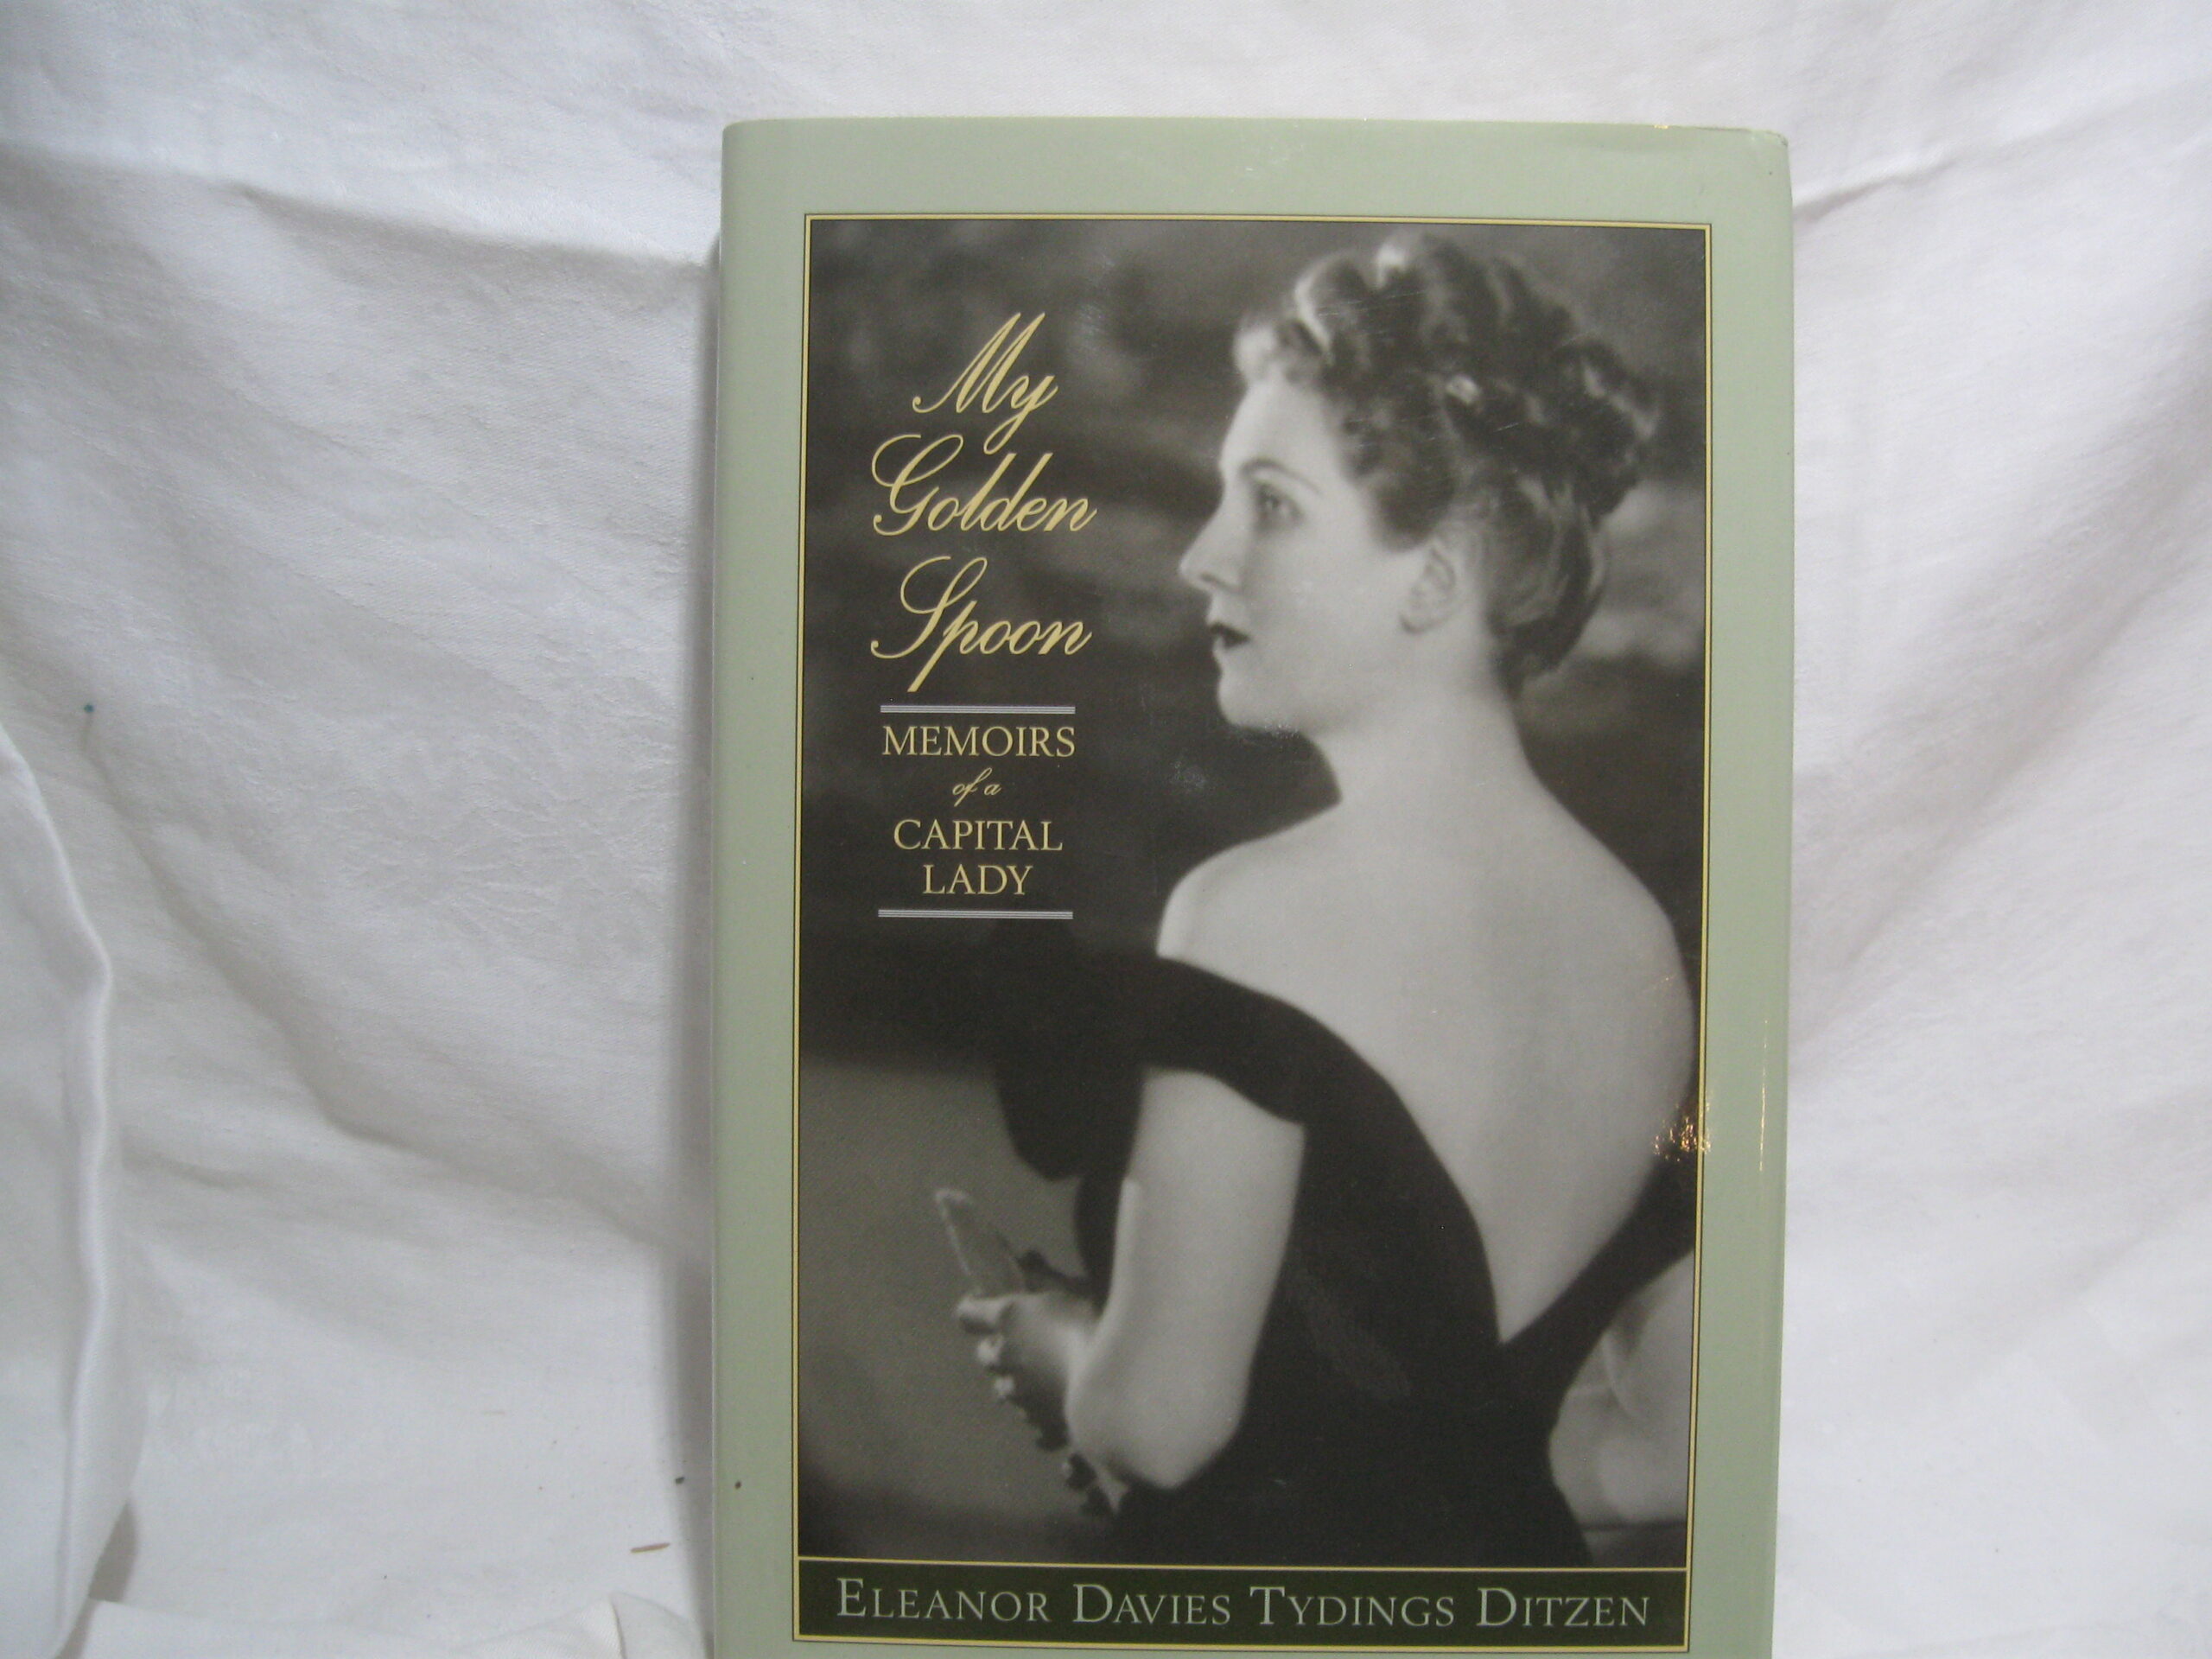 My
Golden
Spoon
MEMOIRS
of a
CAPITAL
LADY
ELEANOR DAVIES TYDINGS DITZEN